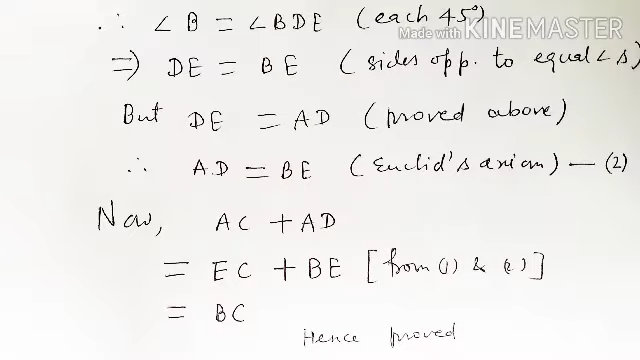 ∴ ∠B = ∠BDE (each 45°)
Made with KINEMASTER
⇒ DE = BE (sides opp. to equal ∠s)
But DE = AD (proved above)
∴ AD = BE (Euclid's axiom) — (2)
Now, AC + AD
= EC + BE [from (1) & (2)]
= BC
Hence proved